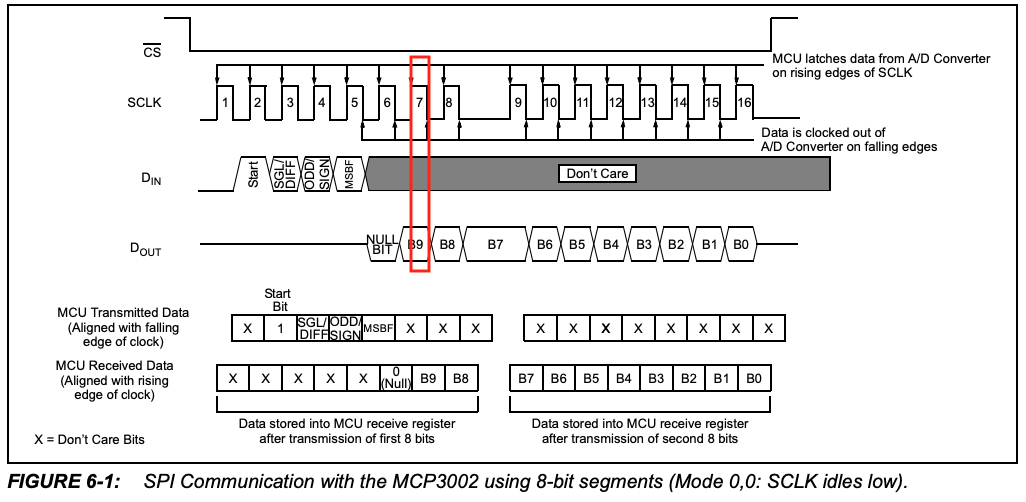 CS
MCU latches data from A/D Converter
on rising edges of SCLK
SCLK
1 2 3 4 5 6 7 8 9 10 11 12 13 14 15 16
Data is clocked out of
A/D Converter on falling edges
DIN
Start
SGL/
DIFF
ODD/
SIGN
MSBF
Don't Care
DOUT
NULL
BIT
B9 B8 B7 B6 B5 B4 B3 B2 B1 B0
MCU Transmitted Data
(Aligned with falling
edge of clock)
Start
Bit
X 1 SGL/ ODD/ MSBF X X X
DIFF SIGN
X X X X X X X X
MCU Received Data
(Aligned with rising
edge of clock)
X X X X X 0 B9 B8
(Null)
B7 B6 B5 B4 B3 B2 B1 B0
Data stored into MCU receive register
after transmission of first 8 bits
Data stored into MCU receive register
after transmission of second 8 bits
X = Don't Care Bits
FIGURE 6-1: SPI Communication with the MCP3002 using 8-bit segments (Mode 0,0: SCLK idles low).